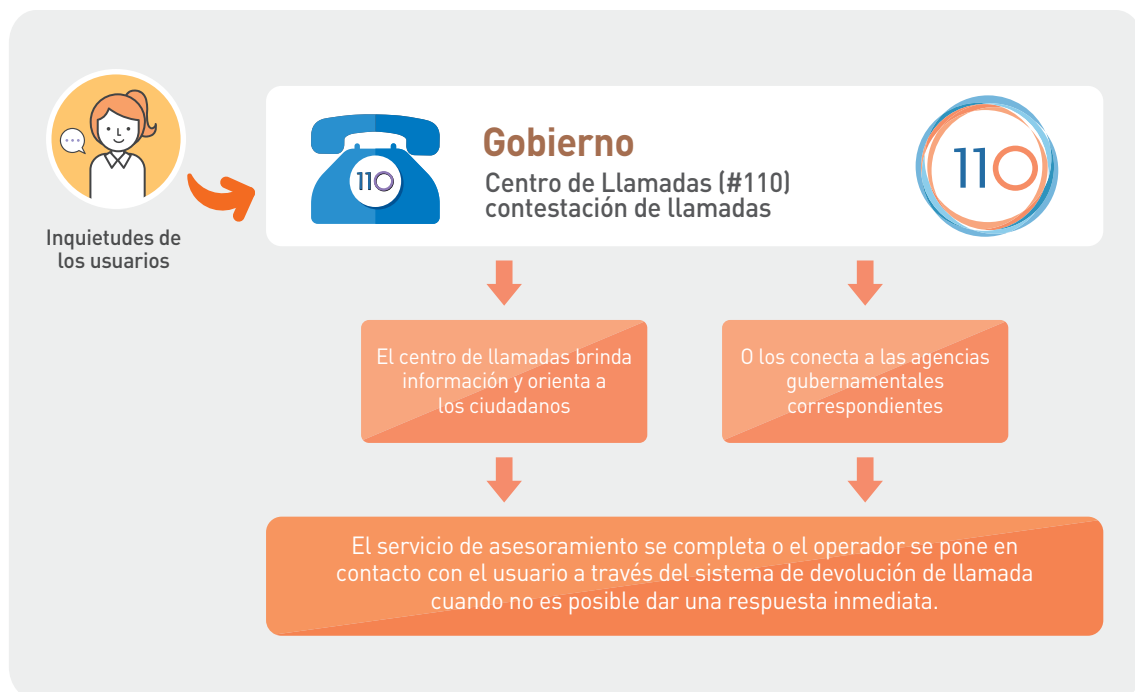 Inquietudes de
los usuarios
110
Gobierno
Centro de Llamadas (#110)
contestación de llamadas
110
El centro de llamadas brinda
información y orienta a
los ciudadanos
O los conecta a las agencias
gubernamentales
correspondientes
El servicio de asesoramiento se completa o el operador se pone en
contacto con el usuario a través del sistema de devolución de llamada
cuando no es posible dar una respuesta inmediata.